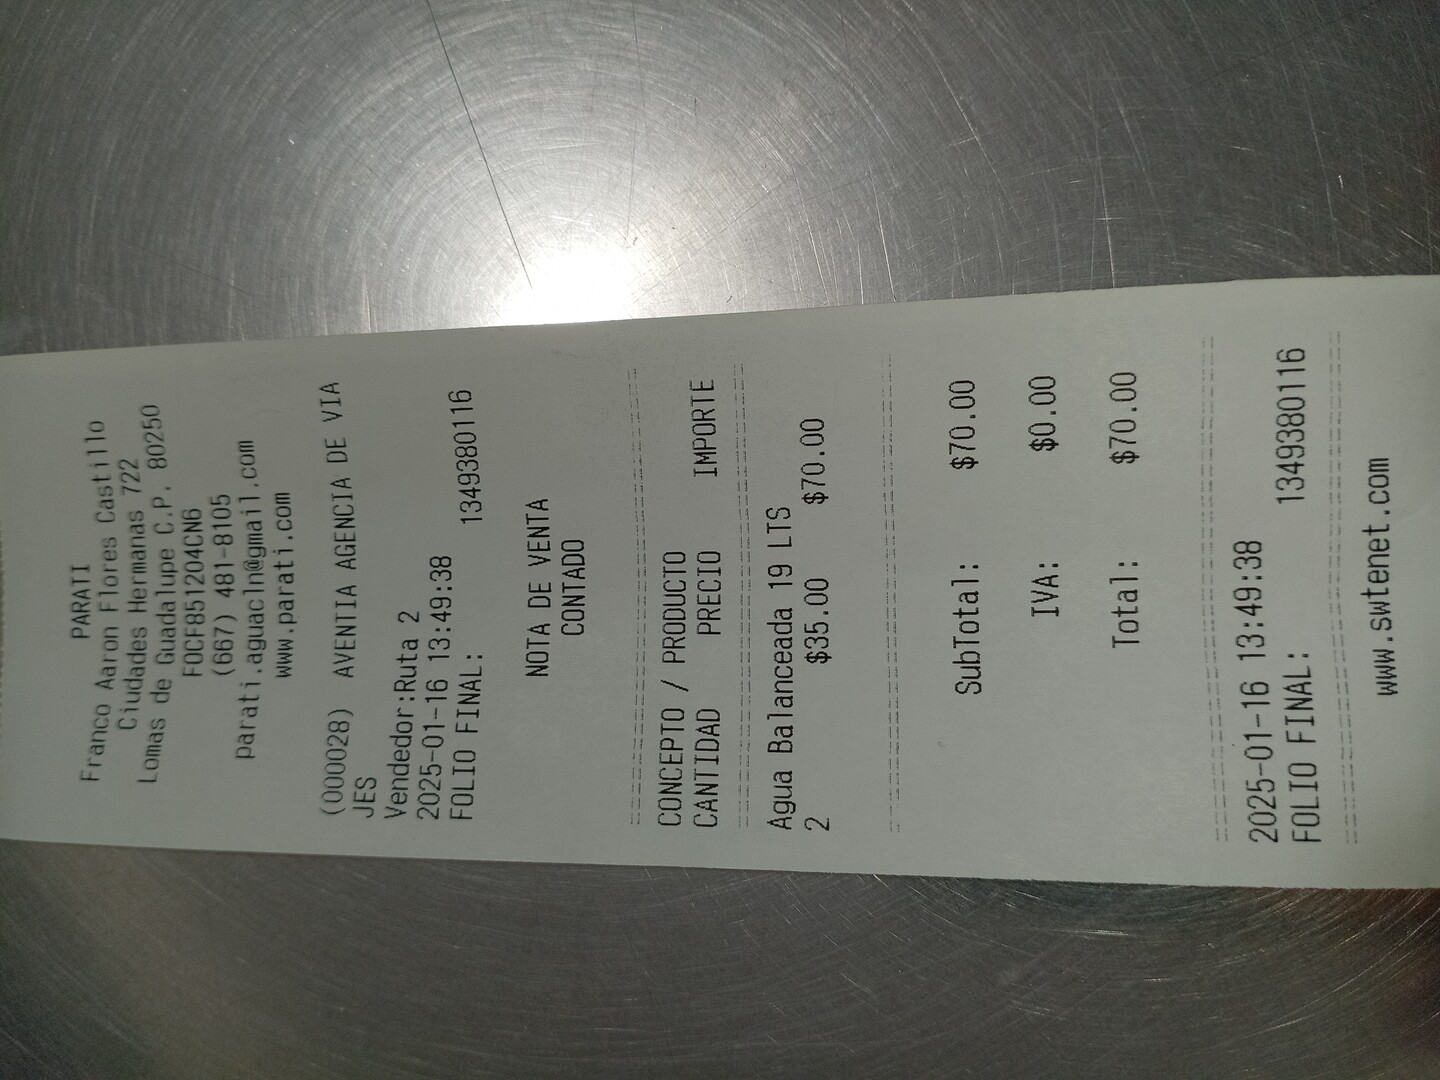 PARATI
Franco Aaron Flores Castillo
Ciudades Hermanas 722
Lomas de Guadalupe C.P. 80250
FOCF851204CN6
(667) 481-8105
parati.aguacln@gmail.com
www.parati.com
(000028) AVENTIA AGENCIA DE VIA
JES
Vendedor:Ruta 2
2025-01-16 13:49:38
FOLIO FINAL: 1349380116
NOTA DE VENTA
CONTADO
CONCEPTO / PRODUCTO
CANTIDAD PRECIO IMPORTE
Agua Balanceada 19 LTS
2 $35.00 $70.00
SubTotal: $70.00
IVA: $0.00
Total: $70.00
2025-01-16 13:49:38
FOLIO FINAL: 1349380116
www.swtenet.com